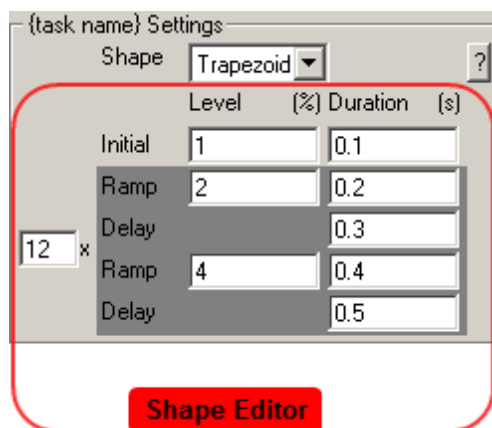 {task name} Settings
Shape Trapezoid ?
Level (%) Duration (s)
Initial 1 0.1
Ramp 2 0.2
Delay 0.3
12 x
Ramp 4 0.4
Delay 0.5
Shape Editor